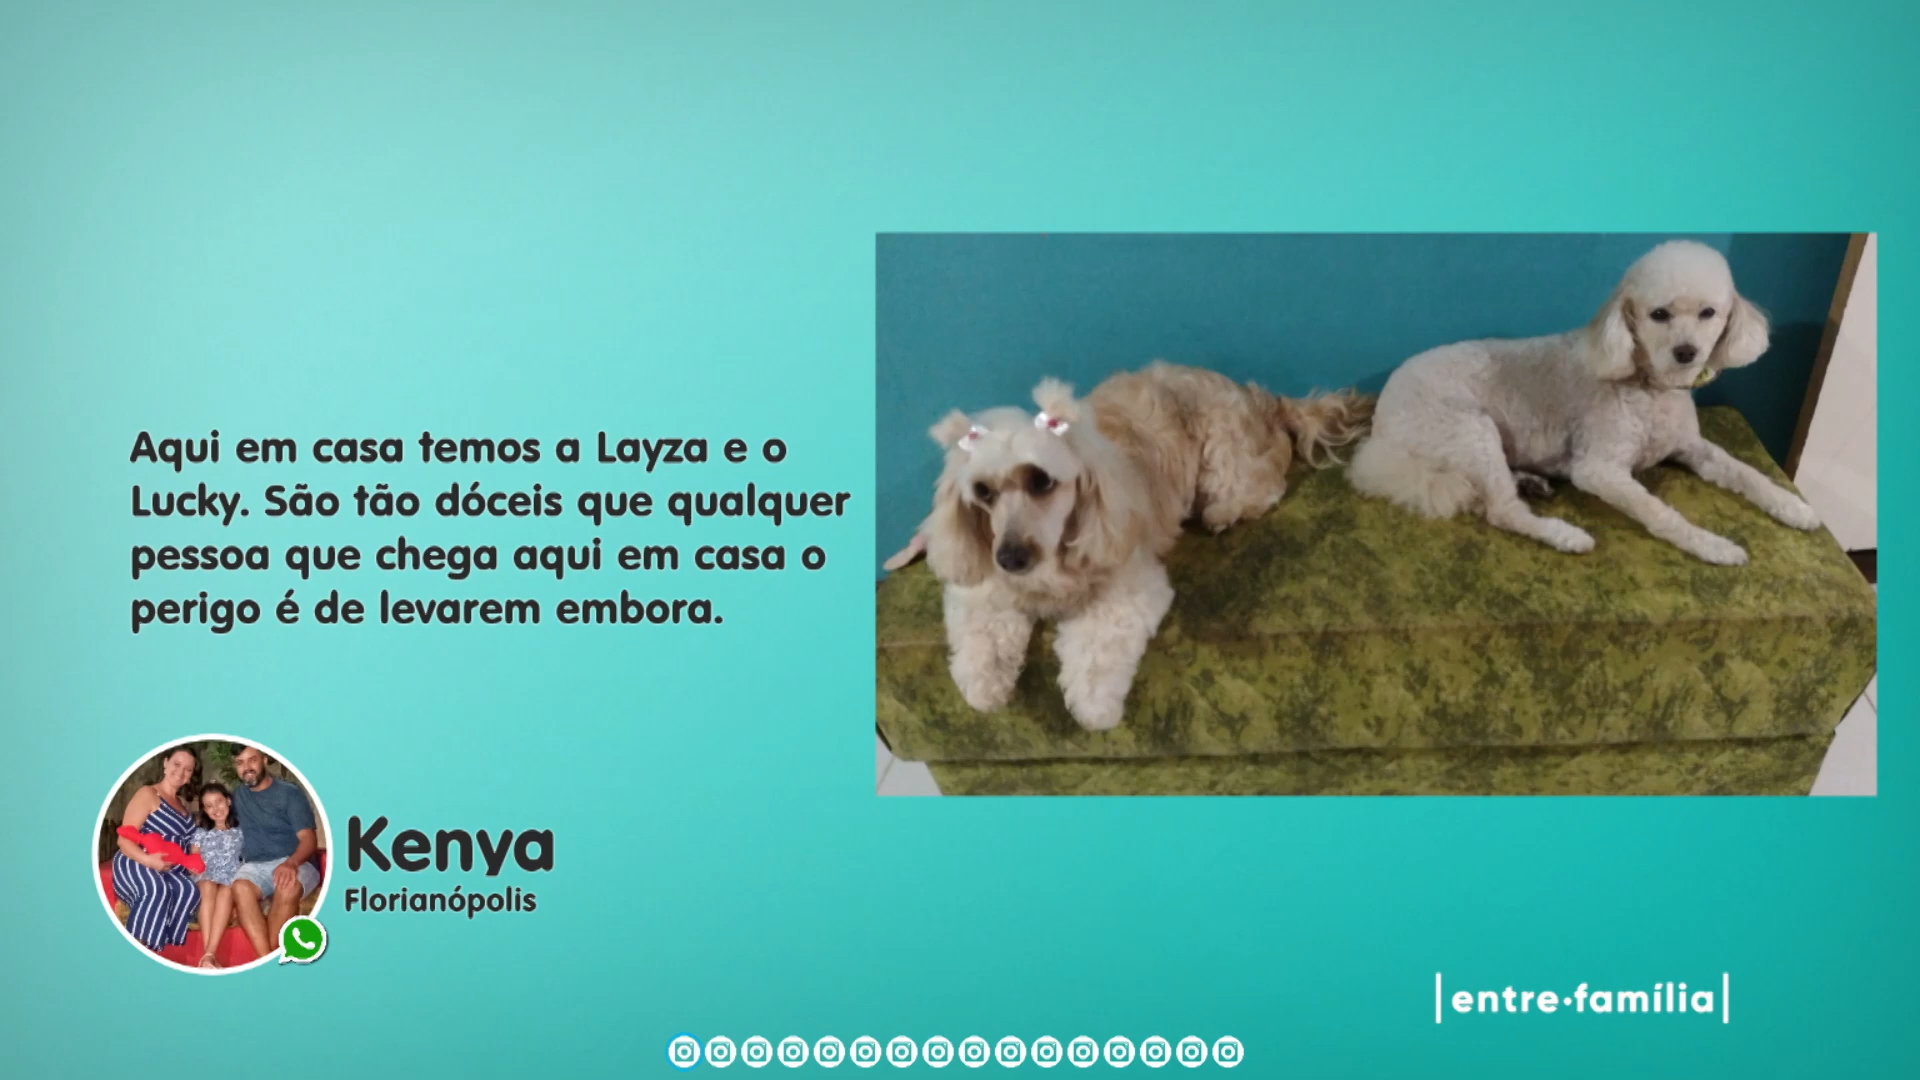 Aqui em casa temos a Layza e o
Lucky. São tão dóceis que qualquer
pessoa que chega aqui em casa o
perigo é de levarem embora.
Kenya
Florianópolis
|entre•família|